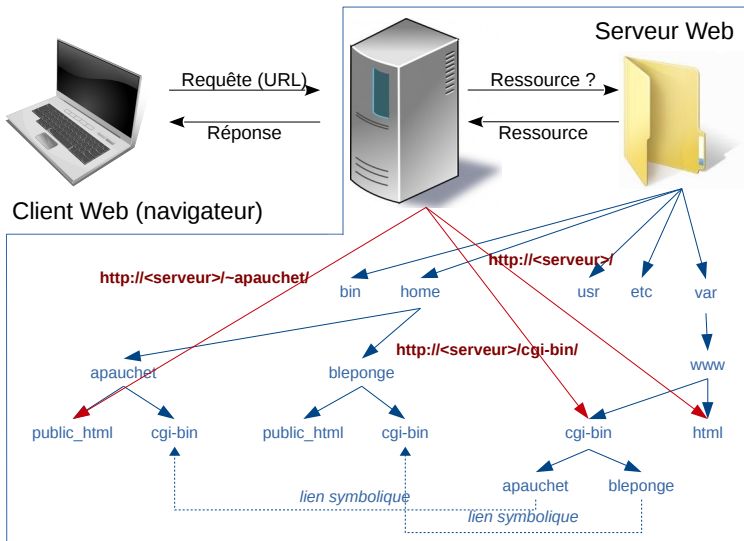 Serveur Web
Requête (URL)
Ressource ?
Réponse
Ressource
Client Web (navigateur)
http://<serveur>/~apauchet/
http://<serveur>/
bin
home
usr
etc
var
http://<serveur>/cgi-bin/
apauchet
bleponge
www
public_html
cgi-bin
public_html
cgi-bin
cgi-bin
html
apauchet
bleponge
lien symbolique
lien symbolique